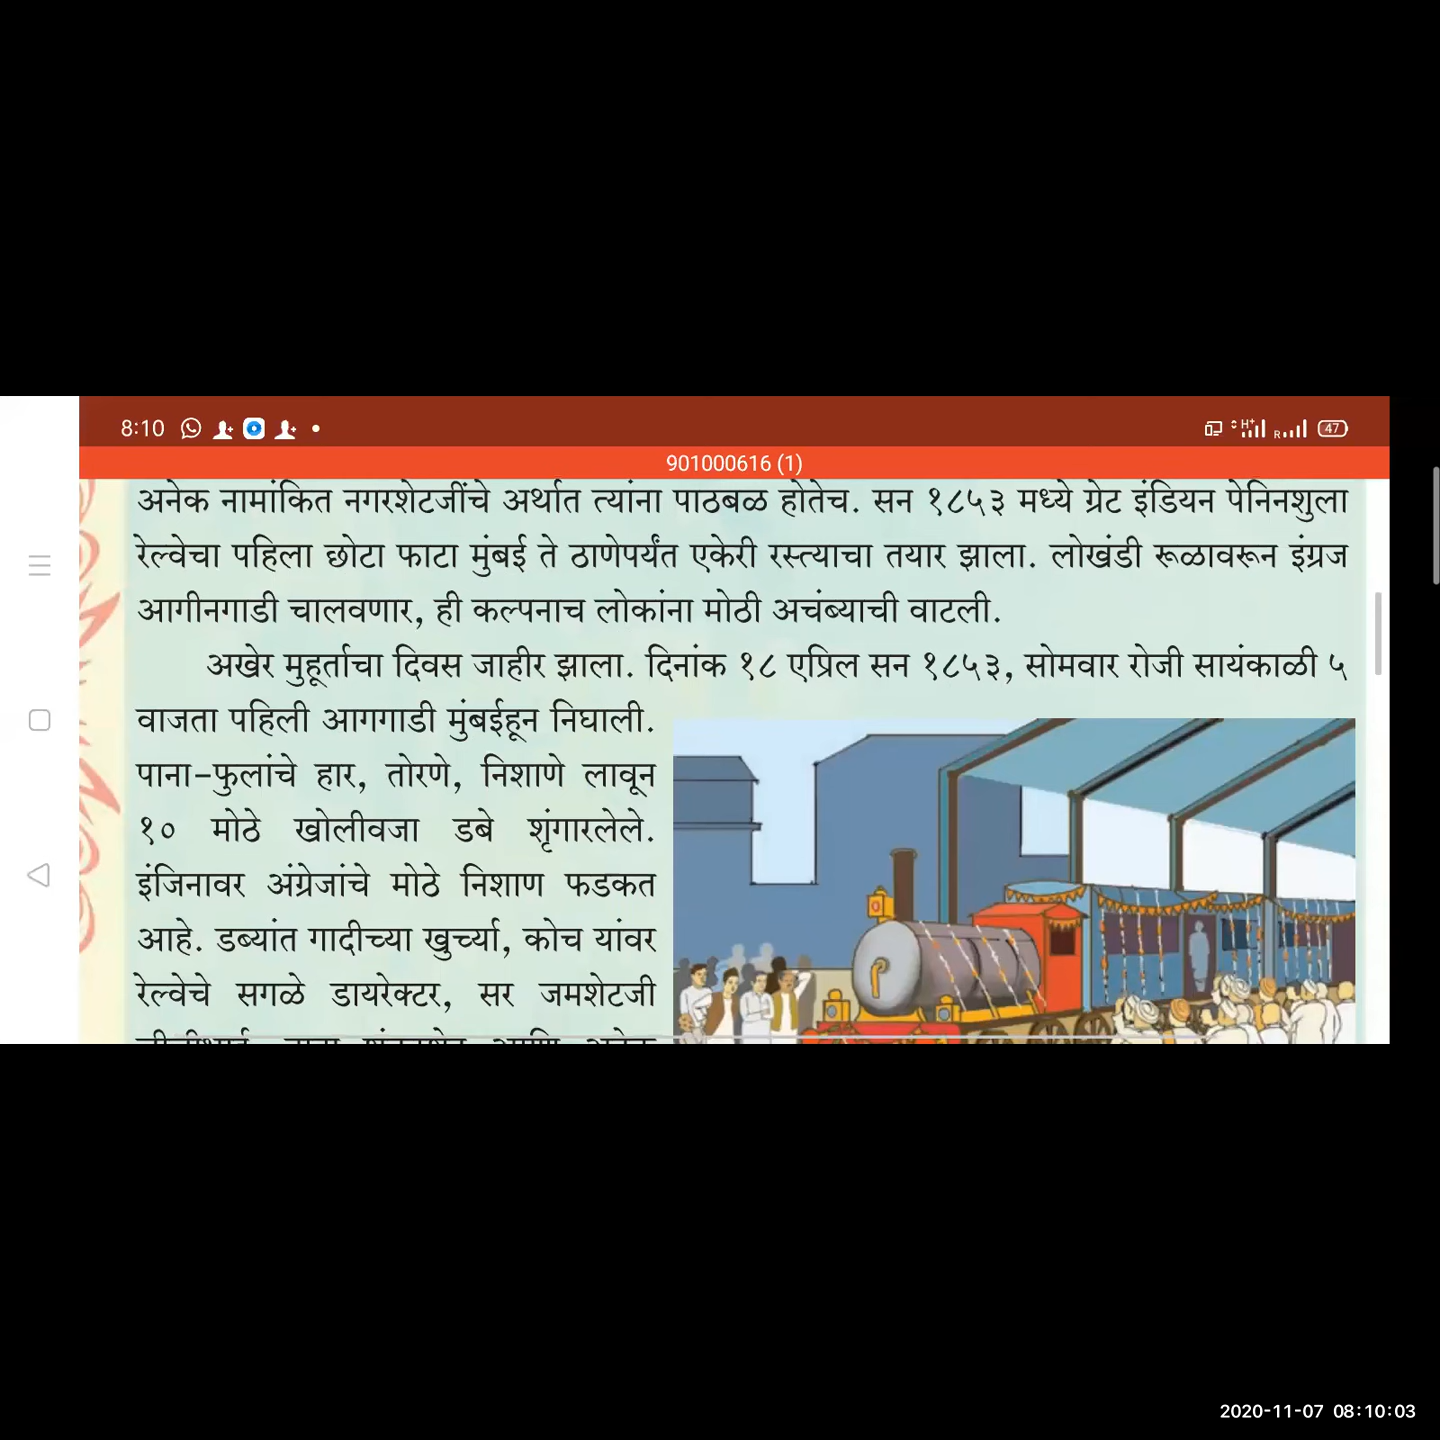 8:10
47
901000616 (1)
अनेक नामांकित नगरशेटजींचे अर्थात त्यांना पाठबळ होतेच. सन १८५३ मध्ये ग्रेट इंडियन पेनिनशुला
रेल्वेचा पहिला छोटा फाटा मुंबई ते ठाणेपर्यंत एकेरी रस्त्याचा तयार झाला. लोखंडी रूळावरून इंग्रज
आगीनगाडी चालवणार, ही कल्पनाच लोकांना मोठी अचंब्याची वाटली.
अखेर मुहूर्ताचा दिवस जाहीर झाला. दिनांक १८ एप्रिल सन १८५३, सोमवार रोजी सायंकाळी ५
वाजता पहिली आगगाडी मुंबईहून निघाली.
पाना-फुलांचे हार, तोरणे, निशाणे लावून
१० मोठे खोलीवजा डबे शृंगारलेले.
इंजिनावर अंग्रेजांचे मोठे निशाण फडकत
आहे. डब्यांत गादीच्या खुर्च्या, कोच यांवर
रेल्वेचे सगळे डायरेक्टर, सर जमशेटजी
2020-11-07 08:10:03